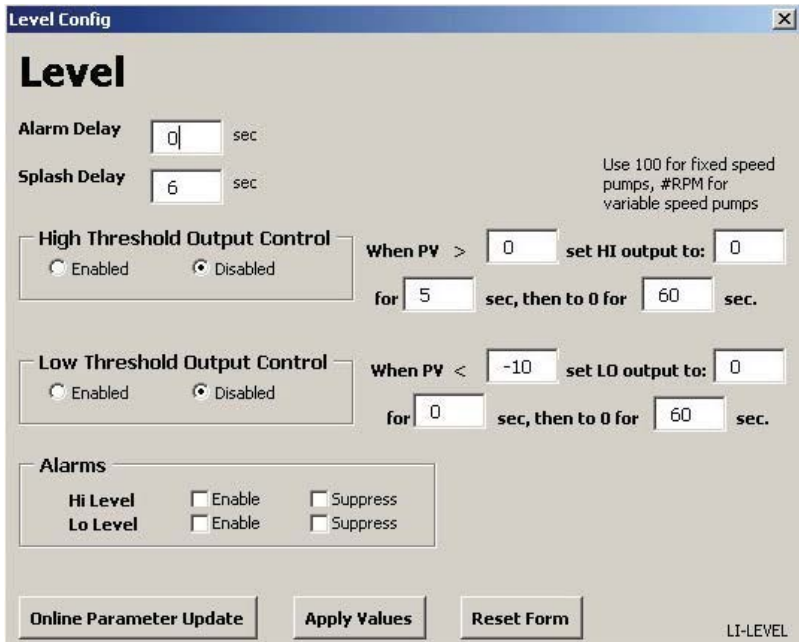 Level Config
Level
Alarm Delay 0 sec
Splash Delay 6 sec
Use 100 for fixed speed
pumps, #RPM for
variable speed pumps
High Threshold Output Control
Enabled Disabled
When PV > 0 set HI output to: 0
for 5 sec, then to 0 for 60 sec.
Low Threshold Output Control
Enabled Disabled
When PV < -10 set LO output to: 0
for 0 sec, then to 0 for 60 sec.
Alarms
Hi Level Enable Suppress
Lo Level Enable Suppress
Online Parameter Update Apply Values Reset Form
LI-LEVEL